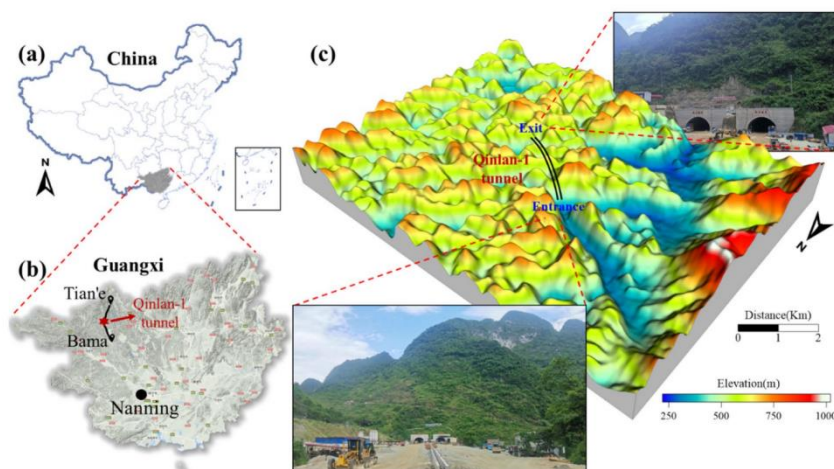 (a)
China
N
(b)
Guangxi
Tian'e
Qinlan-1
tunnel
Bama
Nanning
(c)
Exit
Qinlan-1
tunnel
Entrance
N
Distance(Km)
0 1 2
Elevation(m)
250 500 750 1000